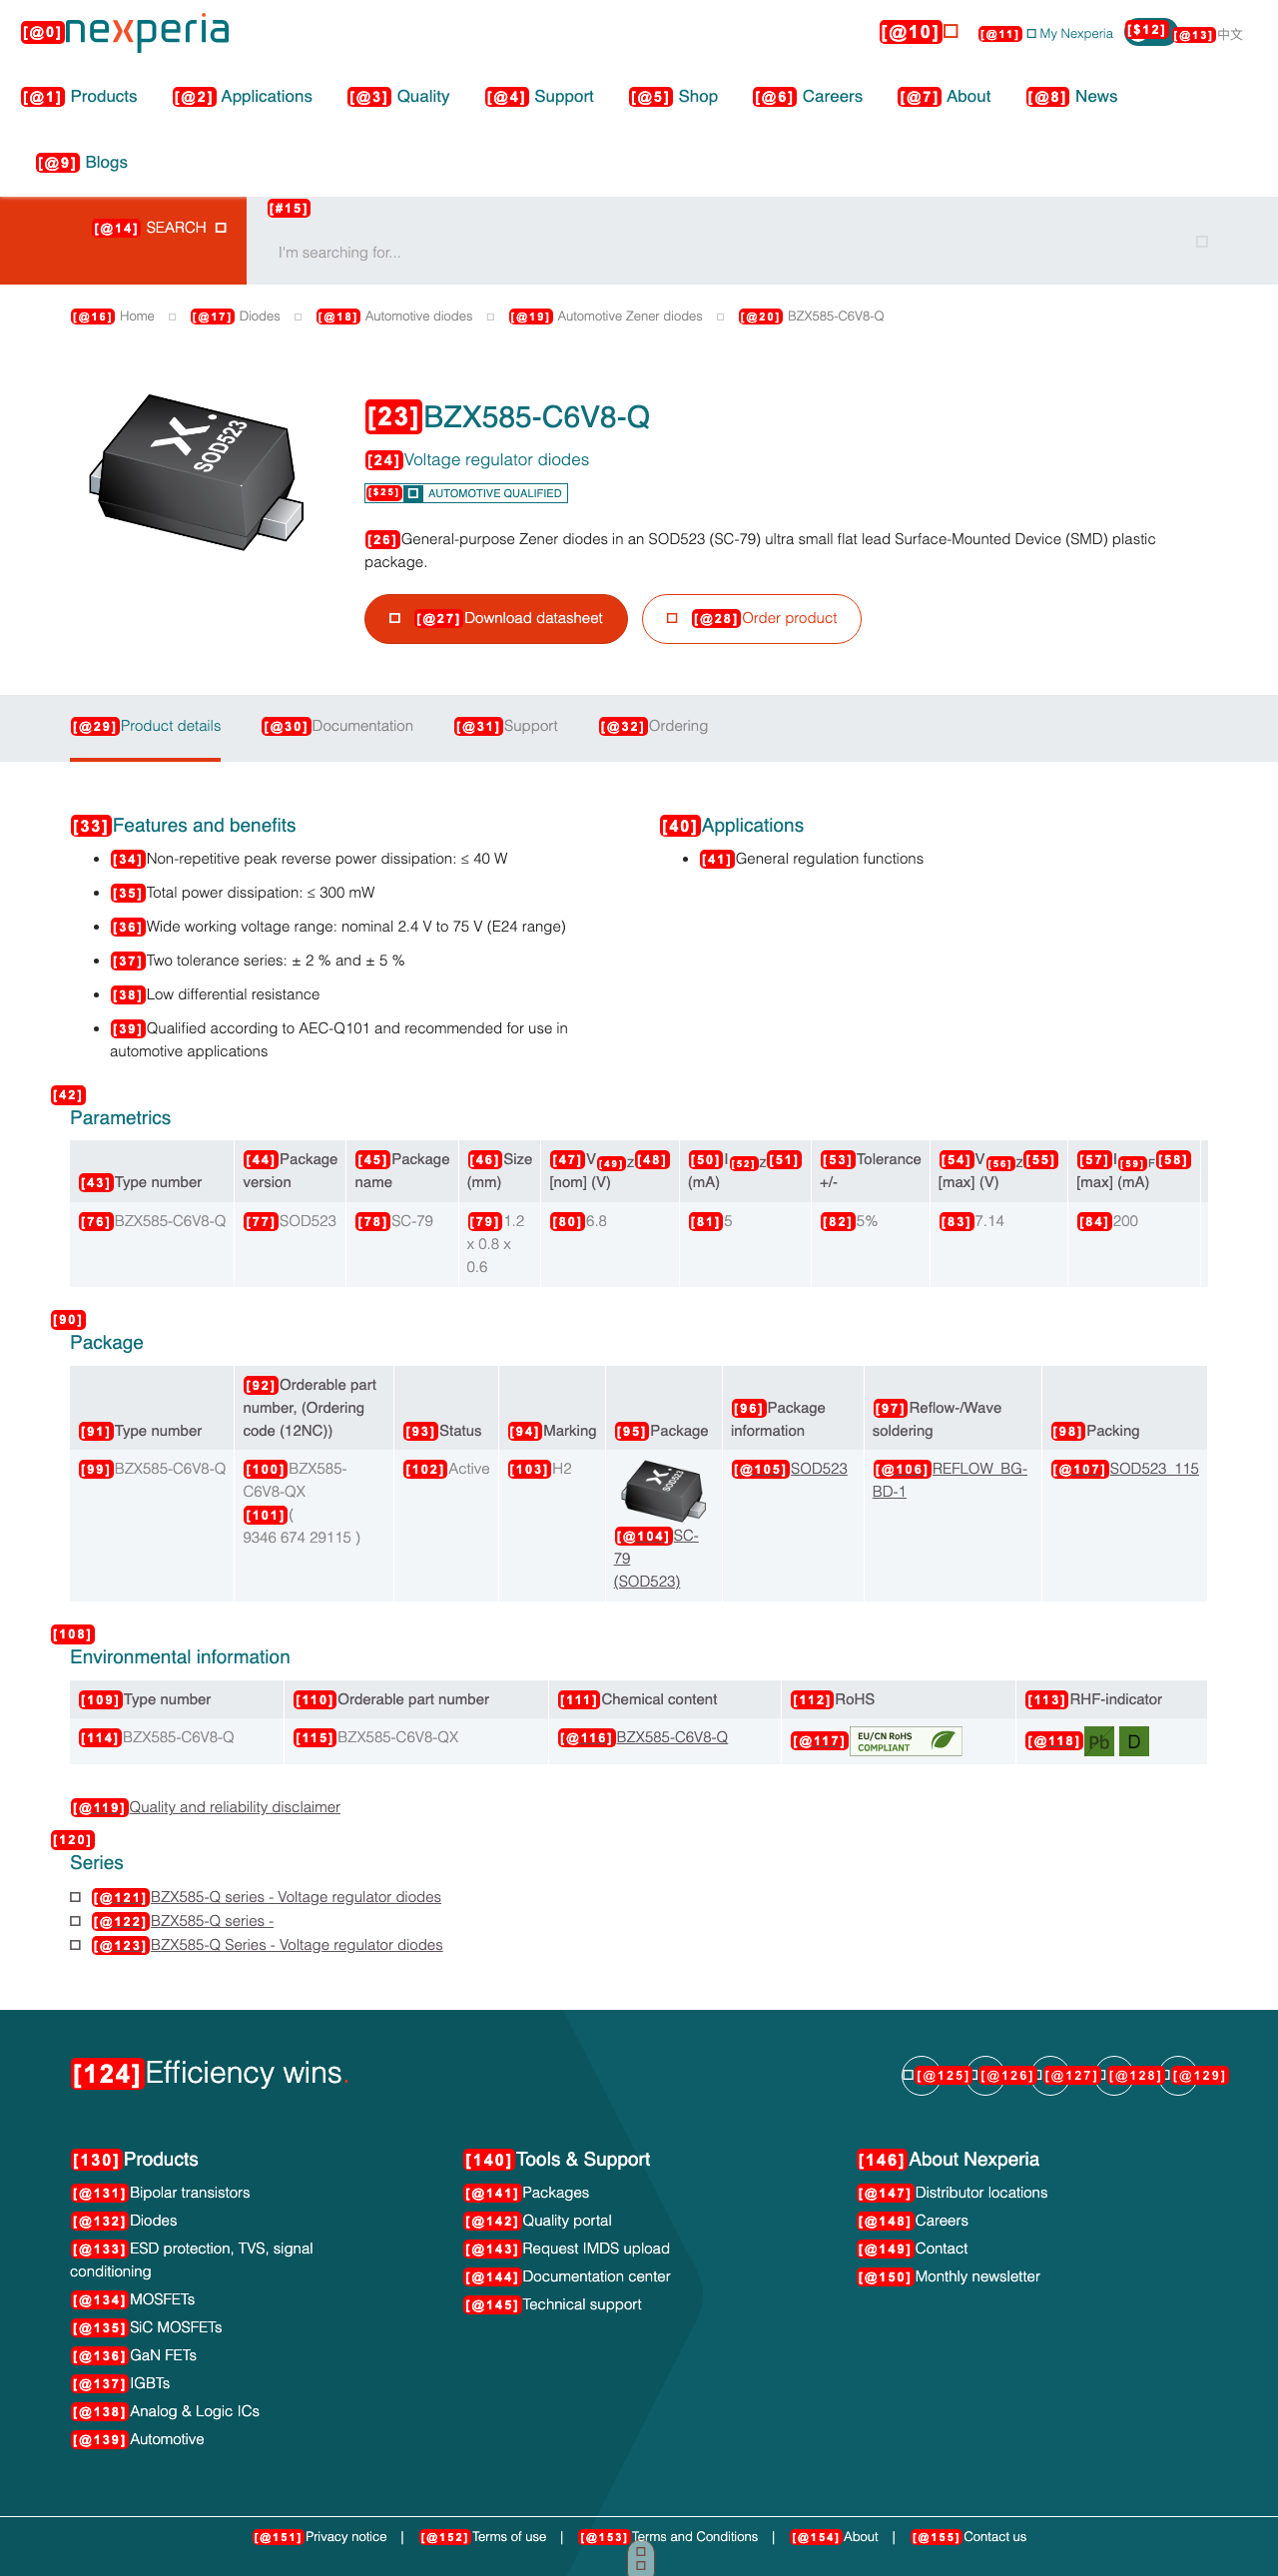 [@0] nexperia
[@10] [@11] My Nexperia [$12] [@13] 中文
[@1] Products [@2] Applications [@3] Quality [@4] Support [@5] Shop [@6] Careers [@7] About [@8] News
[@9] Blogs
[@14] SEARCH [#15]
I'm searching for...
[@16] Home [@17] Diodes [@18] Automotive diodes [@19] Automotive Zener diodes [@20] BZX585-C6V8-Q
SOD523
[23]BZX585-C6V8-Q
[24]Voltage regulator diodes
[$25] AUTOMOTIVE QUALIFIED
[26]General-purpose Zener diodes in an SOD523 (SC-79) ultra small flat lead Surface-Mounted Device (SMD) plastic
package.
[@27]Download datasheet [@28]Order product
[@29]Product details [@30]Documentation [@31]Support [@32]Ordering
[33]Features and benefits
[34]Non-repetitive peak reverse power dissipation: ≤ 40 W
[35]Total power dissipation: ≤ 300 mW
[36]Wide working voltage range: nominal 2.4 V to 75 V (E24 range)
[37]Two tolerance series: ± 2 % and ± 5 %
[38]Low differential resistance
[39]Qualified according to AEC-Q101 and recommended for use in
automotive applications
[40]Applications
[41]General regulation functions
[42]
Parametrics
[43]Type number [44]Package version [45]Package name [46]Size (mm) [47]V[49]Z[48] [nom] (V) [50]I[52]Z[51] (mA) [53]Tolerance +/- [54]V[56]Z[55] [max] (V) [57]I[59]F[58] [max] (mA)
[76]BZX585-C6V8-Q [77]SOD523 [78]SC-79 [79]1.2 x 0.8 x 0.6 [80]6.8 [81]5 [82]5% [83]7.14 [84]200
[90]
Package
[91]Type number [92]Orderable part number, (Ordering code (12NC)) [93]Status [94]Marking [95]Package [96]Package information [97]Reflow-/Wave soldering [98]Packing
[99]BZX585-C6V8-Q [100]BZX585-C6V8-QX [101]( 9346 674 29115 ) [102]Active [103]H2 SOD523 [@104]SC-79 (SOD523) [@105]SOD523 [@106]REFLOW_BG-BD-1 [@107]SOD523_115
[108]
Environmental information
[109]Type number [110]Orderable part number [111]Chemical content [112]RoHS [113]RHF-indicator
[114]BZX585-C6V8-Q [115]BZX585-C6V8-QX [@116]BZX585-C6V8-Q [@117] EU/CN RoHS COMPLIANT [@118] Pb D
[@119]Quality and reliability disclaimer
[120]
Series
[@121]BZX585-Q series - Voltage regulator diodes
[@122]BZX585-Q series -
[@123]BZX585-Q Series - Voltage regulator diodes
[124]Efficiency wins.
[@125] [@126] [@127] [@128] [@129]
[130]Products
[@131]Bipolar transistors
[@132]Diodes
[@133]ESD protection, TVS, signal
conditioning
[@134]MOSFETs
[@135]SiC MOSFETs
[@136]GaN FETs
[@137]IGBTs
[@138]Analog & Logic ICs
[@139]Automotive
[140]Tools & Support
[@141]Packages
[@142]Quality portal
[@143]Request IMDS upload
[@144]Documentation center
[@145]Technical support
[146]About Nexperia
[@147]Distributor locations
[@148]Careers
[@149]Contact
[@150]Monthly newsletter
[@151]Privacy notice | [@152]Terms of use | [@153]Terms and Conditions | [@154]About | [@155]Contact us